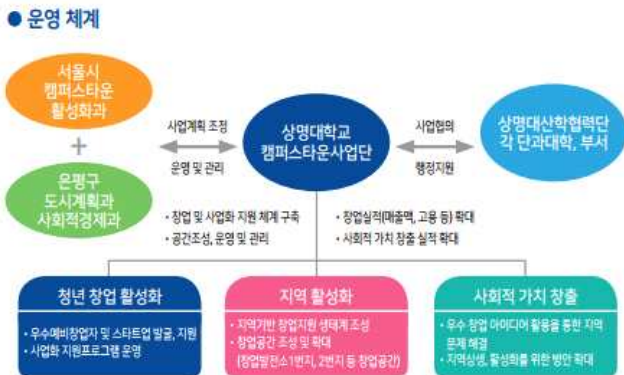 ● 운영 체계
서울시
캠퍼스타운
활성화과
+
은평구
도시계획과
사회적경제과
사업계획 조정
운영 및 관리
상명대학교
캠퍼스타운사업단
사업협의
행정지원
상명대산학협력단
각 단과대학, 부서
• 창업 및 사업화 지원 체계 구축
• 공간조성, 운영 및 관리
• 창업실적(매출액, 고용 등) 확대
• 사회적 가치 창출 실적 확대
청년 창업 활성화
• 우수예비창업자 및 스타트업 발굴, 지원
• 사업화 지원프로그램 운영
지역 활성화
• 지역기반 창업지원 생태계 조성
• 창업공간 조성 및 확대
(창업발전소1번지, 2번지 등 창업공간)
사회적 가치 창출
• 우수 창업 아이디어 활용을 통한 지역
문제 해결
• 지역상생, 활성화를 위한 방안 확대